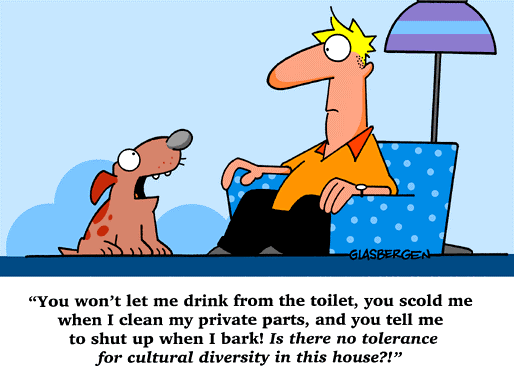 GLASBERGEN
“You won’t let me drink from the toilet, you scold me
when I clean my private parts, and you tell me
to shut up when I bark! Is there no tolerance
for cultural diversity in this house?!”